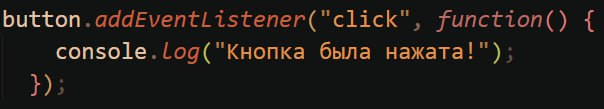 button.addEventListener("click", function() {
console.log("Кнопка была нажата!");
});